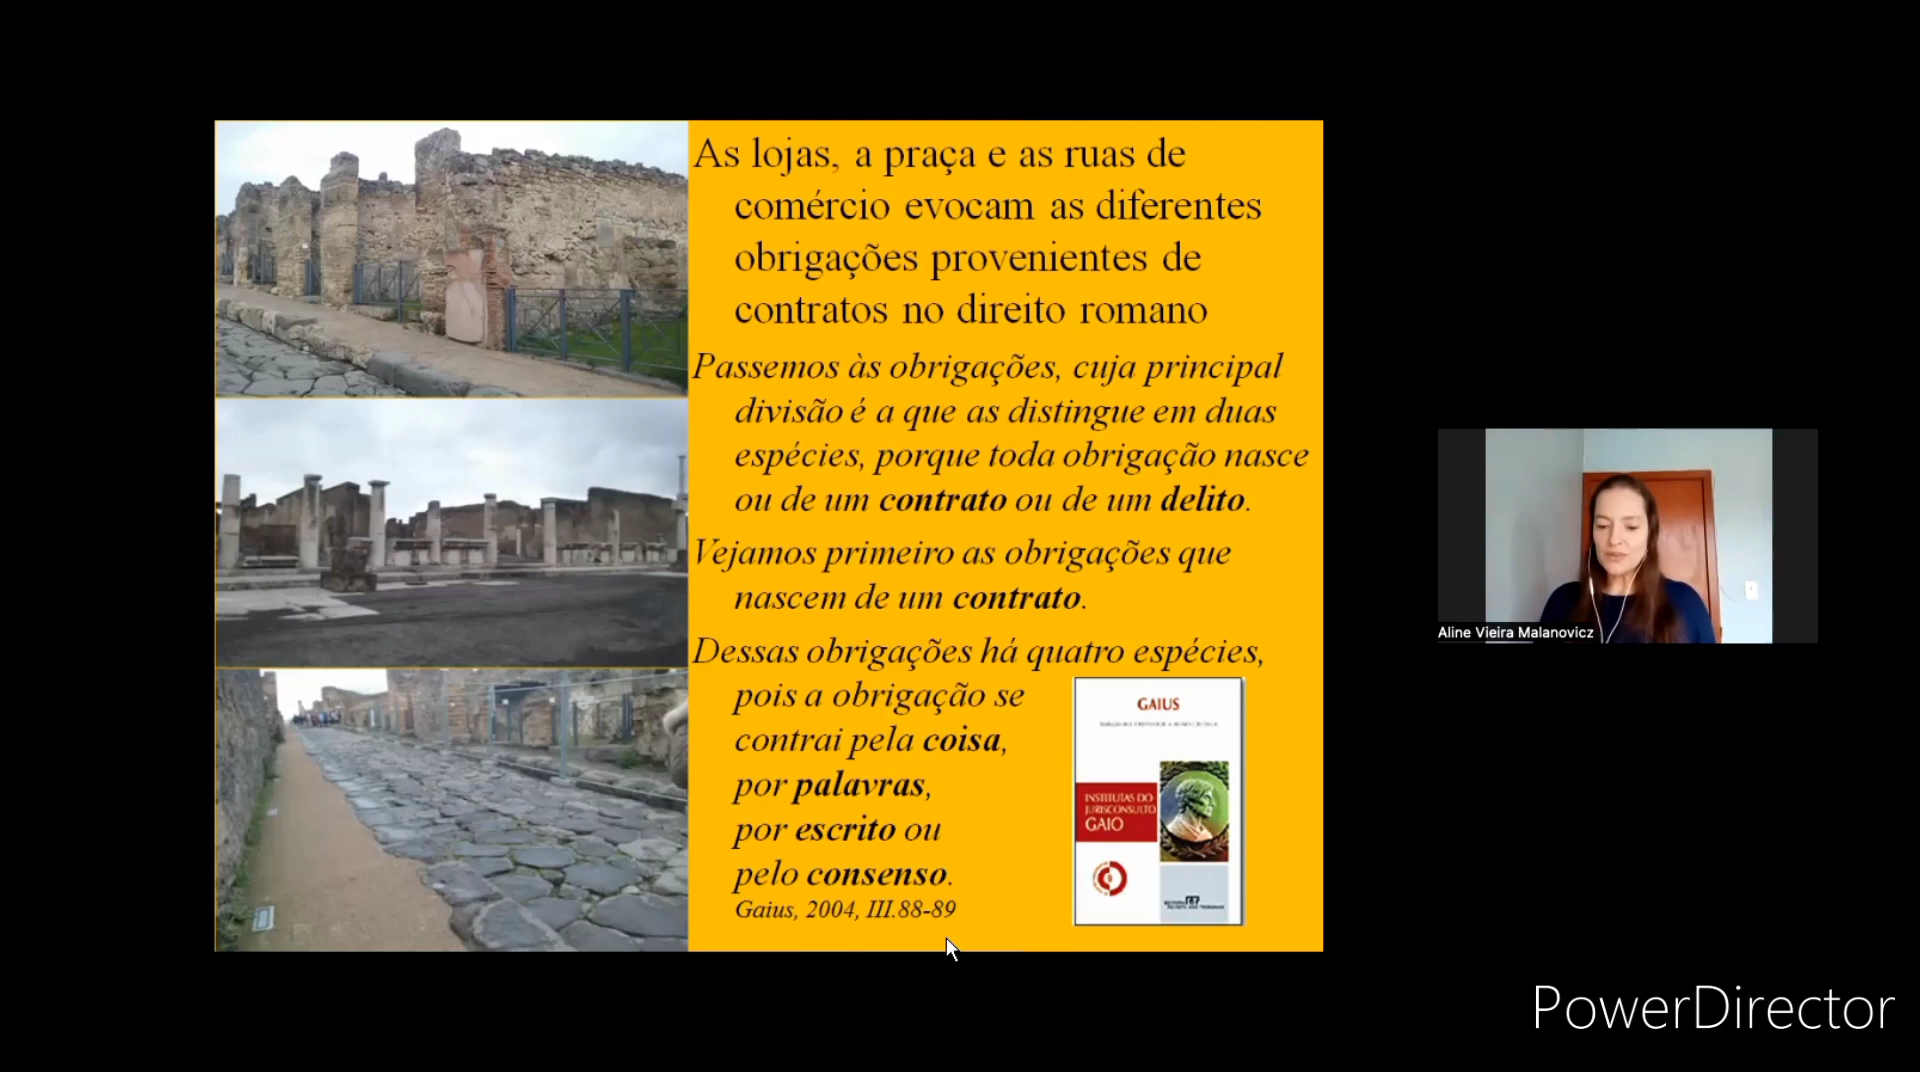 As lojas, a praça e as ruas de
comércio evocam as diferentes
obrigações provenientes de
contratos no direito romano
Passemos às obrigações, cuja principal
divisão é a que as distingue em duas
espécies, porque toda obrigação nasce
ou de um contrato ou de um delito.
Vejamos primeiro as obrigações que
nascem de um contrato.
Dessas obrigações há quatro espécies,
pois a obrigação se
contrai pela coisa,
por palavras,
por escrito ou
pelo consenso.
Gaius, 2004, III.88-89
GAIUS
INSTITUTAS DO
JURISCONSULTO
GAIO
Aline Vieira Malanovicz
PowerDirector